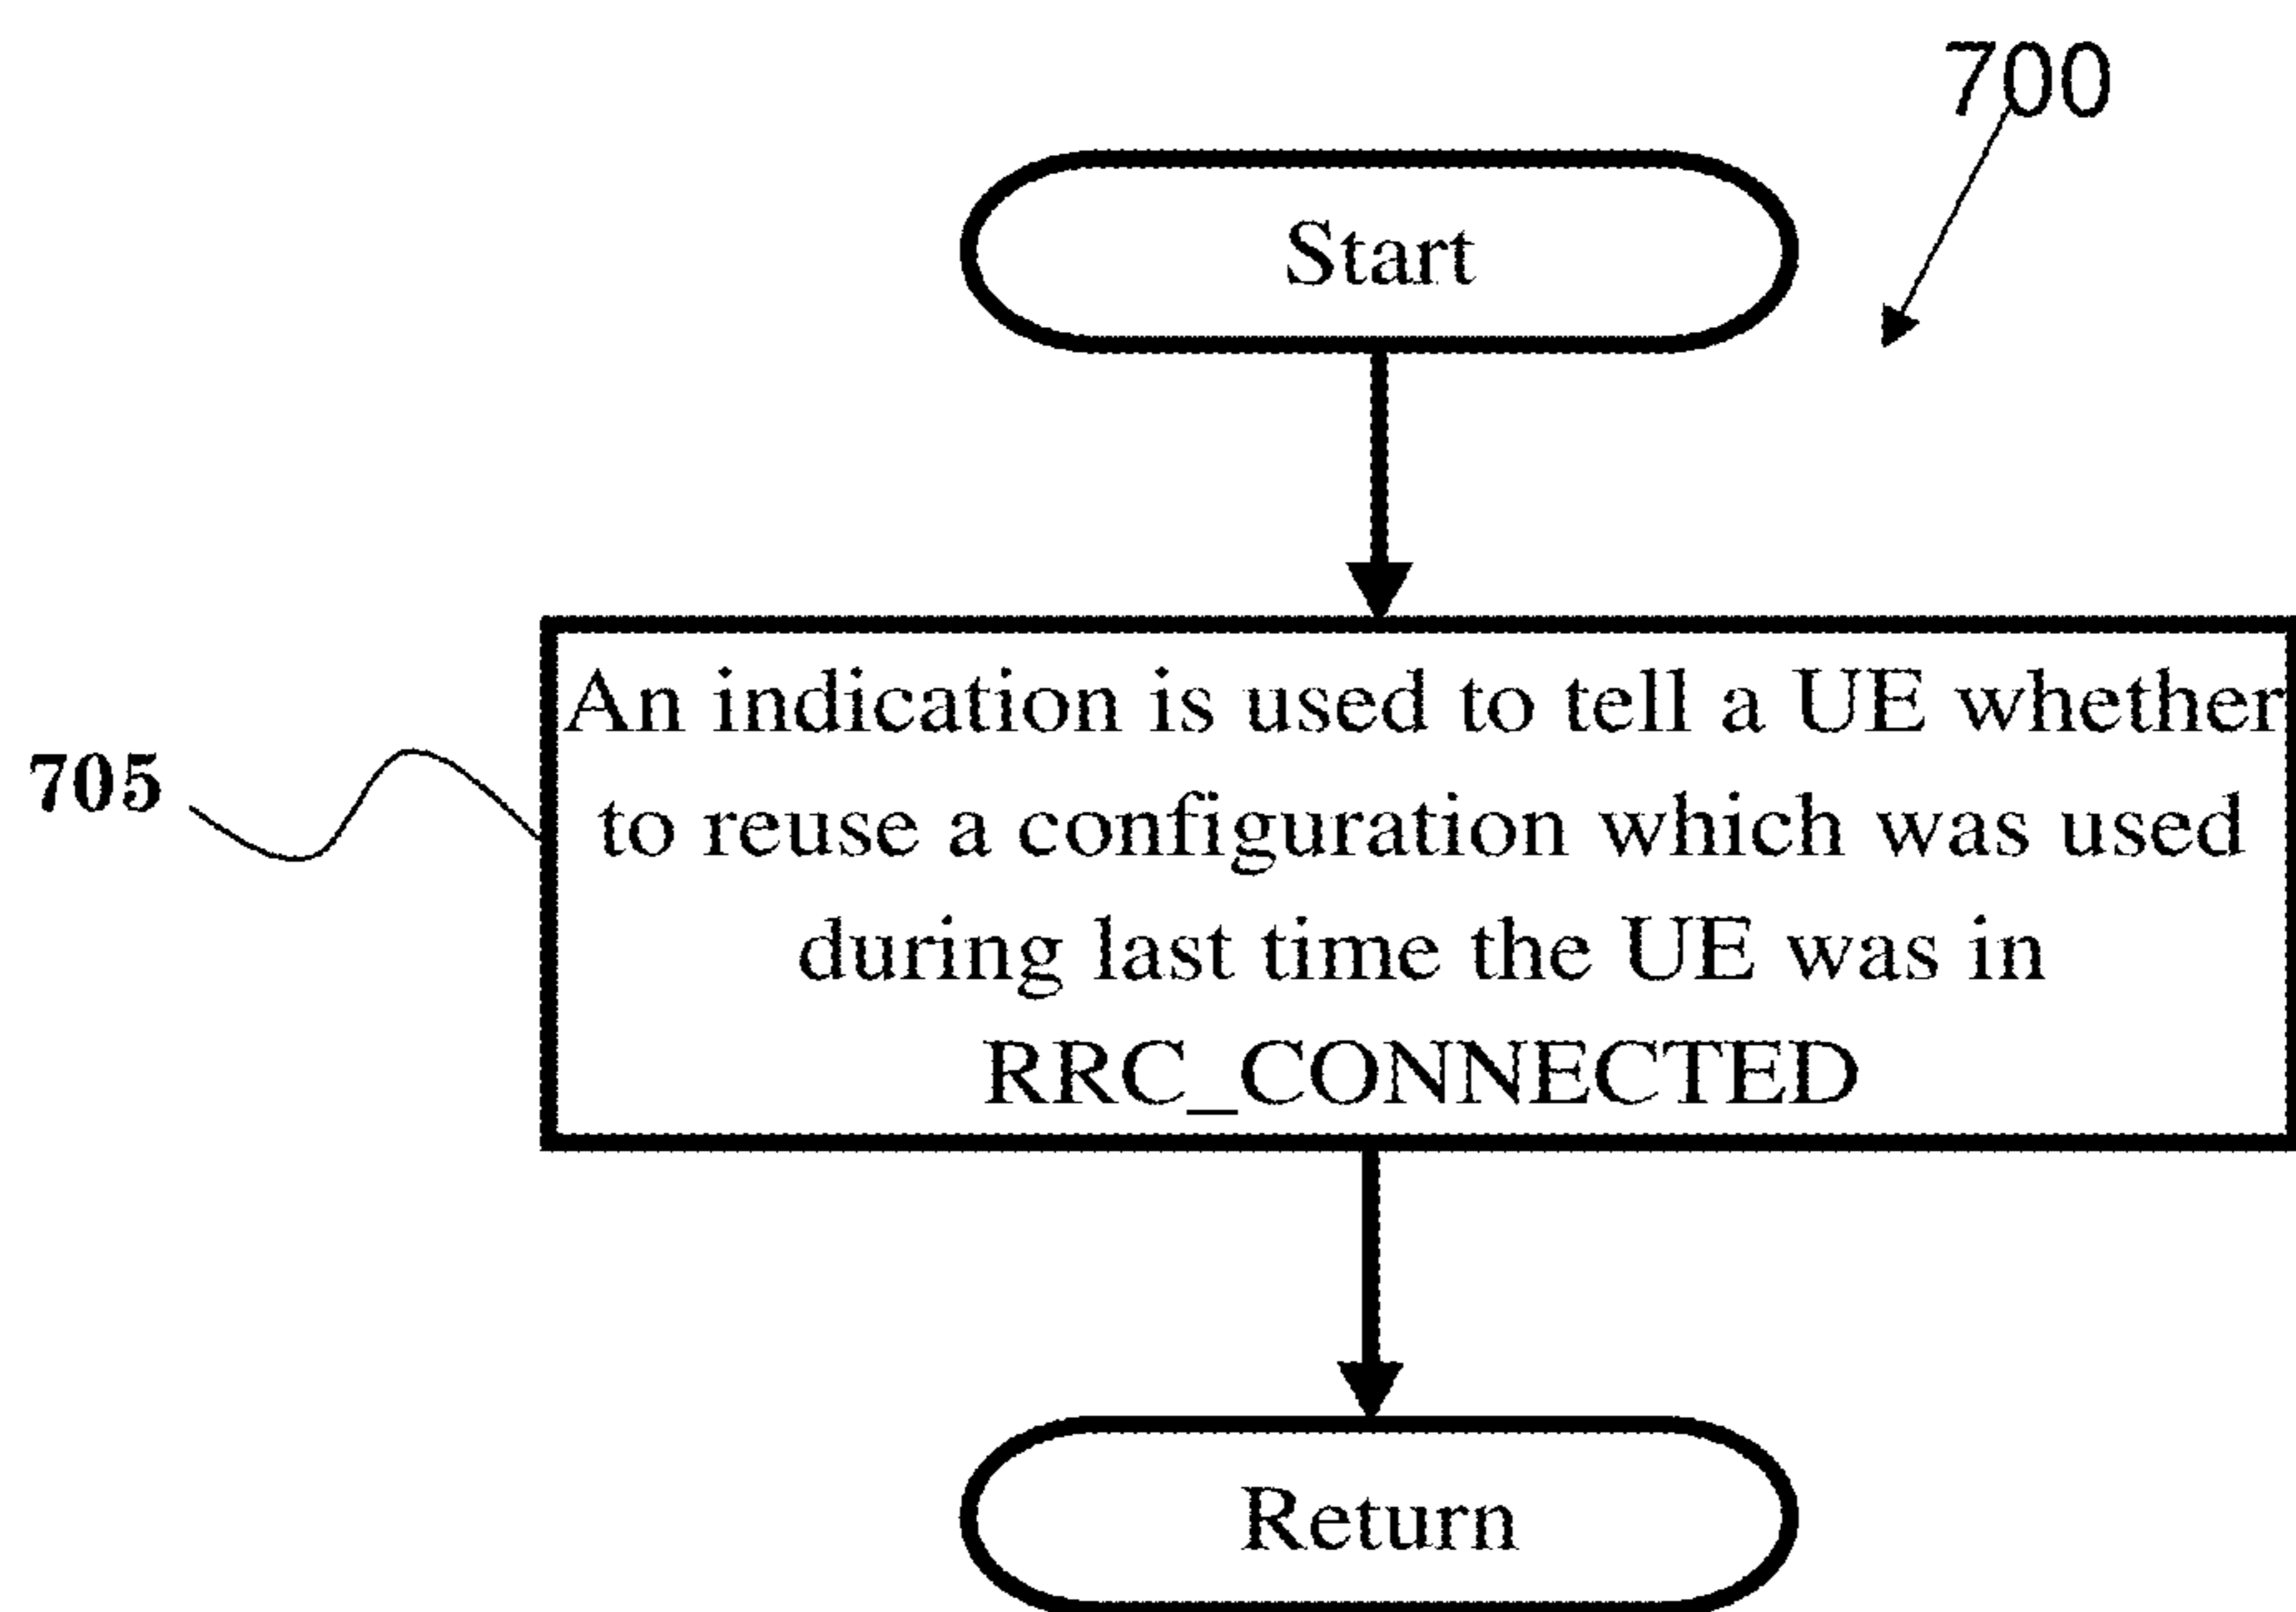 700
Start
An indication is used to tell a UE whether
to reuse a configuration which was used
during last time the UE was in
RRC_CONNECTED
705
Return